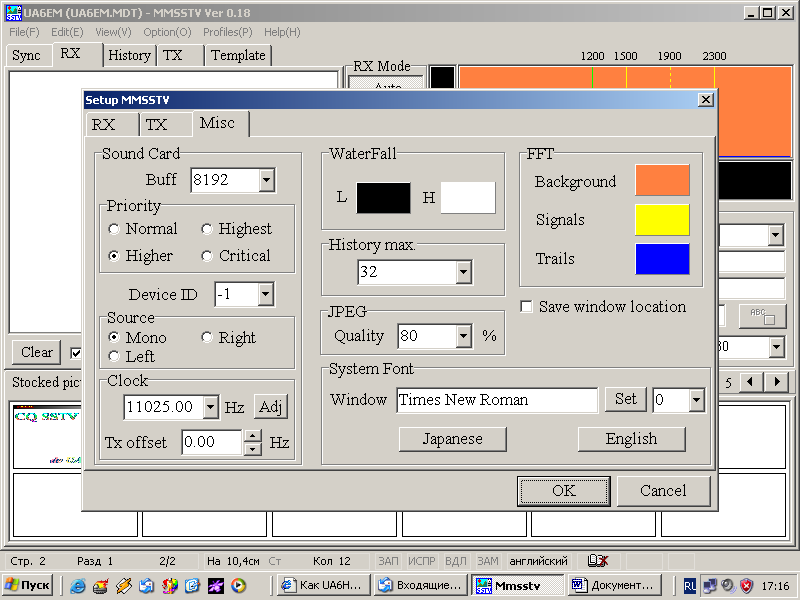 UA6EM (UA6EM.MDT) - MMSSTV Ver 0.18
File(F) Edit(E) View(V) Option(O) Profiles(P) Help(H)
Sync RX History TX Template
RX Mode
Auto
1200 1500 1900 2300
Setup MMSSTV
RX TX Misc
Sound Card
Buff 8192
Priority
Normal Highest
Higher Critical
Device ID -1
Source
Mono Right
Left
Clock
11025.00 Hz Adj
Tx offset 0.00 Hz
WaterFall
L H
History max.
32
JPEG
Quality 80 %
FFT
Background
Signals
Trails
Save window location
System Font
Window Times New Roman Set 0
Japanese English
OK Cancel
ABC
Clear
Stocked pic
5
CQ SSTV
Стр. 2 Разд 1 2/2 На 10,4см Ст Кол 12 ЗАП ИСПР ВДЛ ЗАМ английский
Пуск Как UA6H... Входящие... Mmsstv Документ... RU 17:16